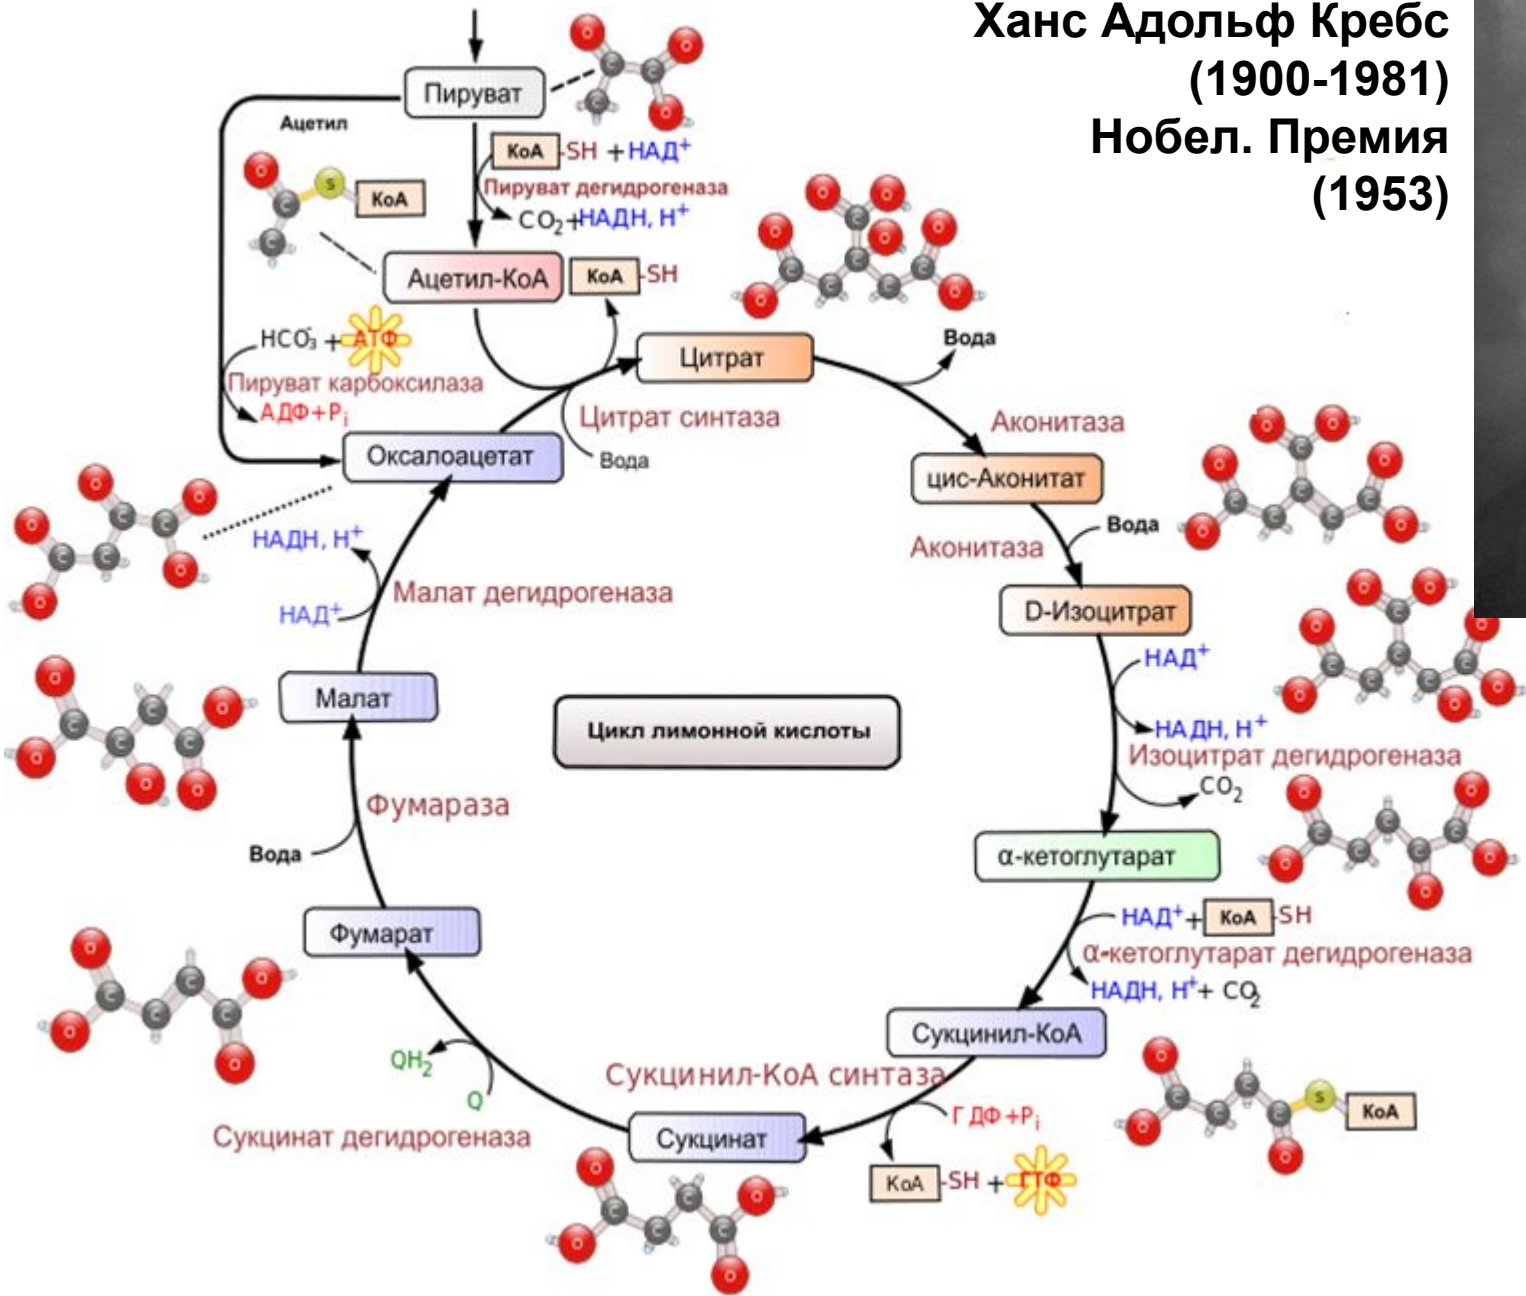 Ханс Адольф Кребс
(1900-1981)
Нобел. Премия
(1953)
Пируват
Ацетил
КоА -SH + НАД⁺
Пируват дегидрогеназа
CO₂+НАДН, Н⁺
КоА
Ацетил-КоА
КоА -SH
HCO₃⁻ + АТФ
Пируват карбоксилаза
АДФ+Pᵢ
Цитрат
Вода
Цитрат синтаза
Аконитаза
Оксалоацетат
Вода
цис-Аконитат
Вода
НАДН, Н⁺
Аконитаза
Малат дегидрогеназа
НАД⁺
D-Изоцитрат
НАД⁺
Малат
Цикл лимонной кислоты
НАДН, Н⁺
Изоцитрат дегидрогеназа
CO₂
Фумараза
Вода
α-кетоглутарат
НАД⁺+ КоА -SH
Фумарат
α-кетоглутарат дегидрогеназа
НАДН, Н⁺+ CO₂
Сукцинил-КоА
QH₂
Q
Сукцинил-КоА синтаза
ГДФ+Pᵢ
КоА
Сукцинат дегидрогеназа
Сукцинат
КоА -SH + ГТФ